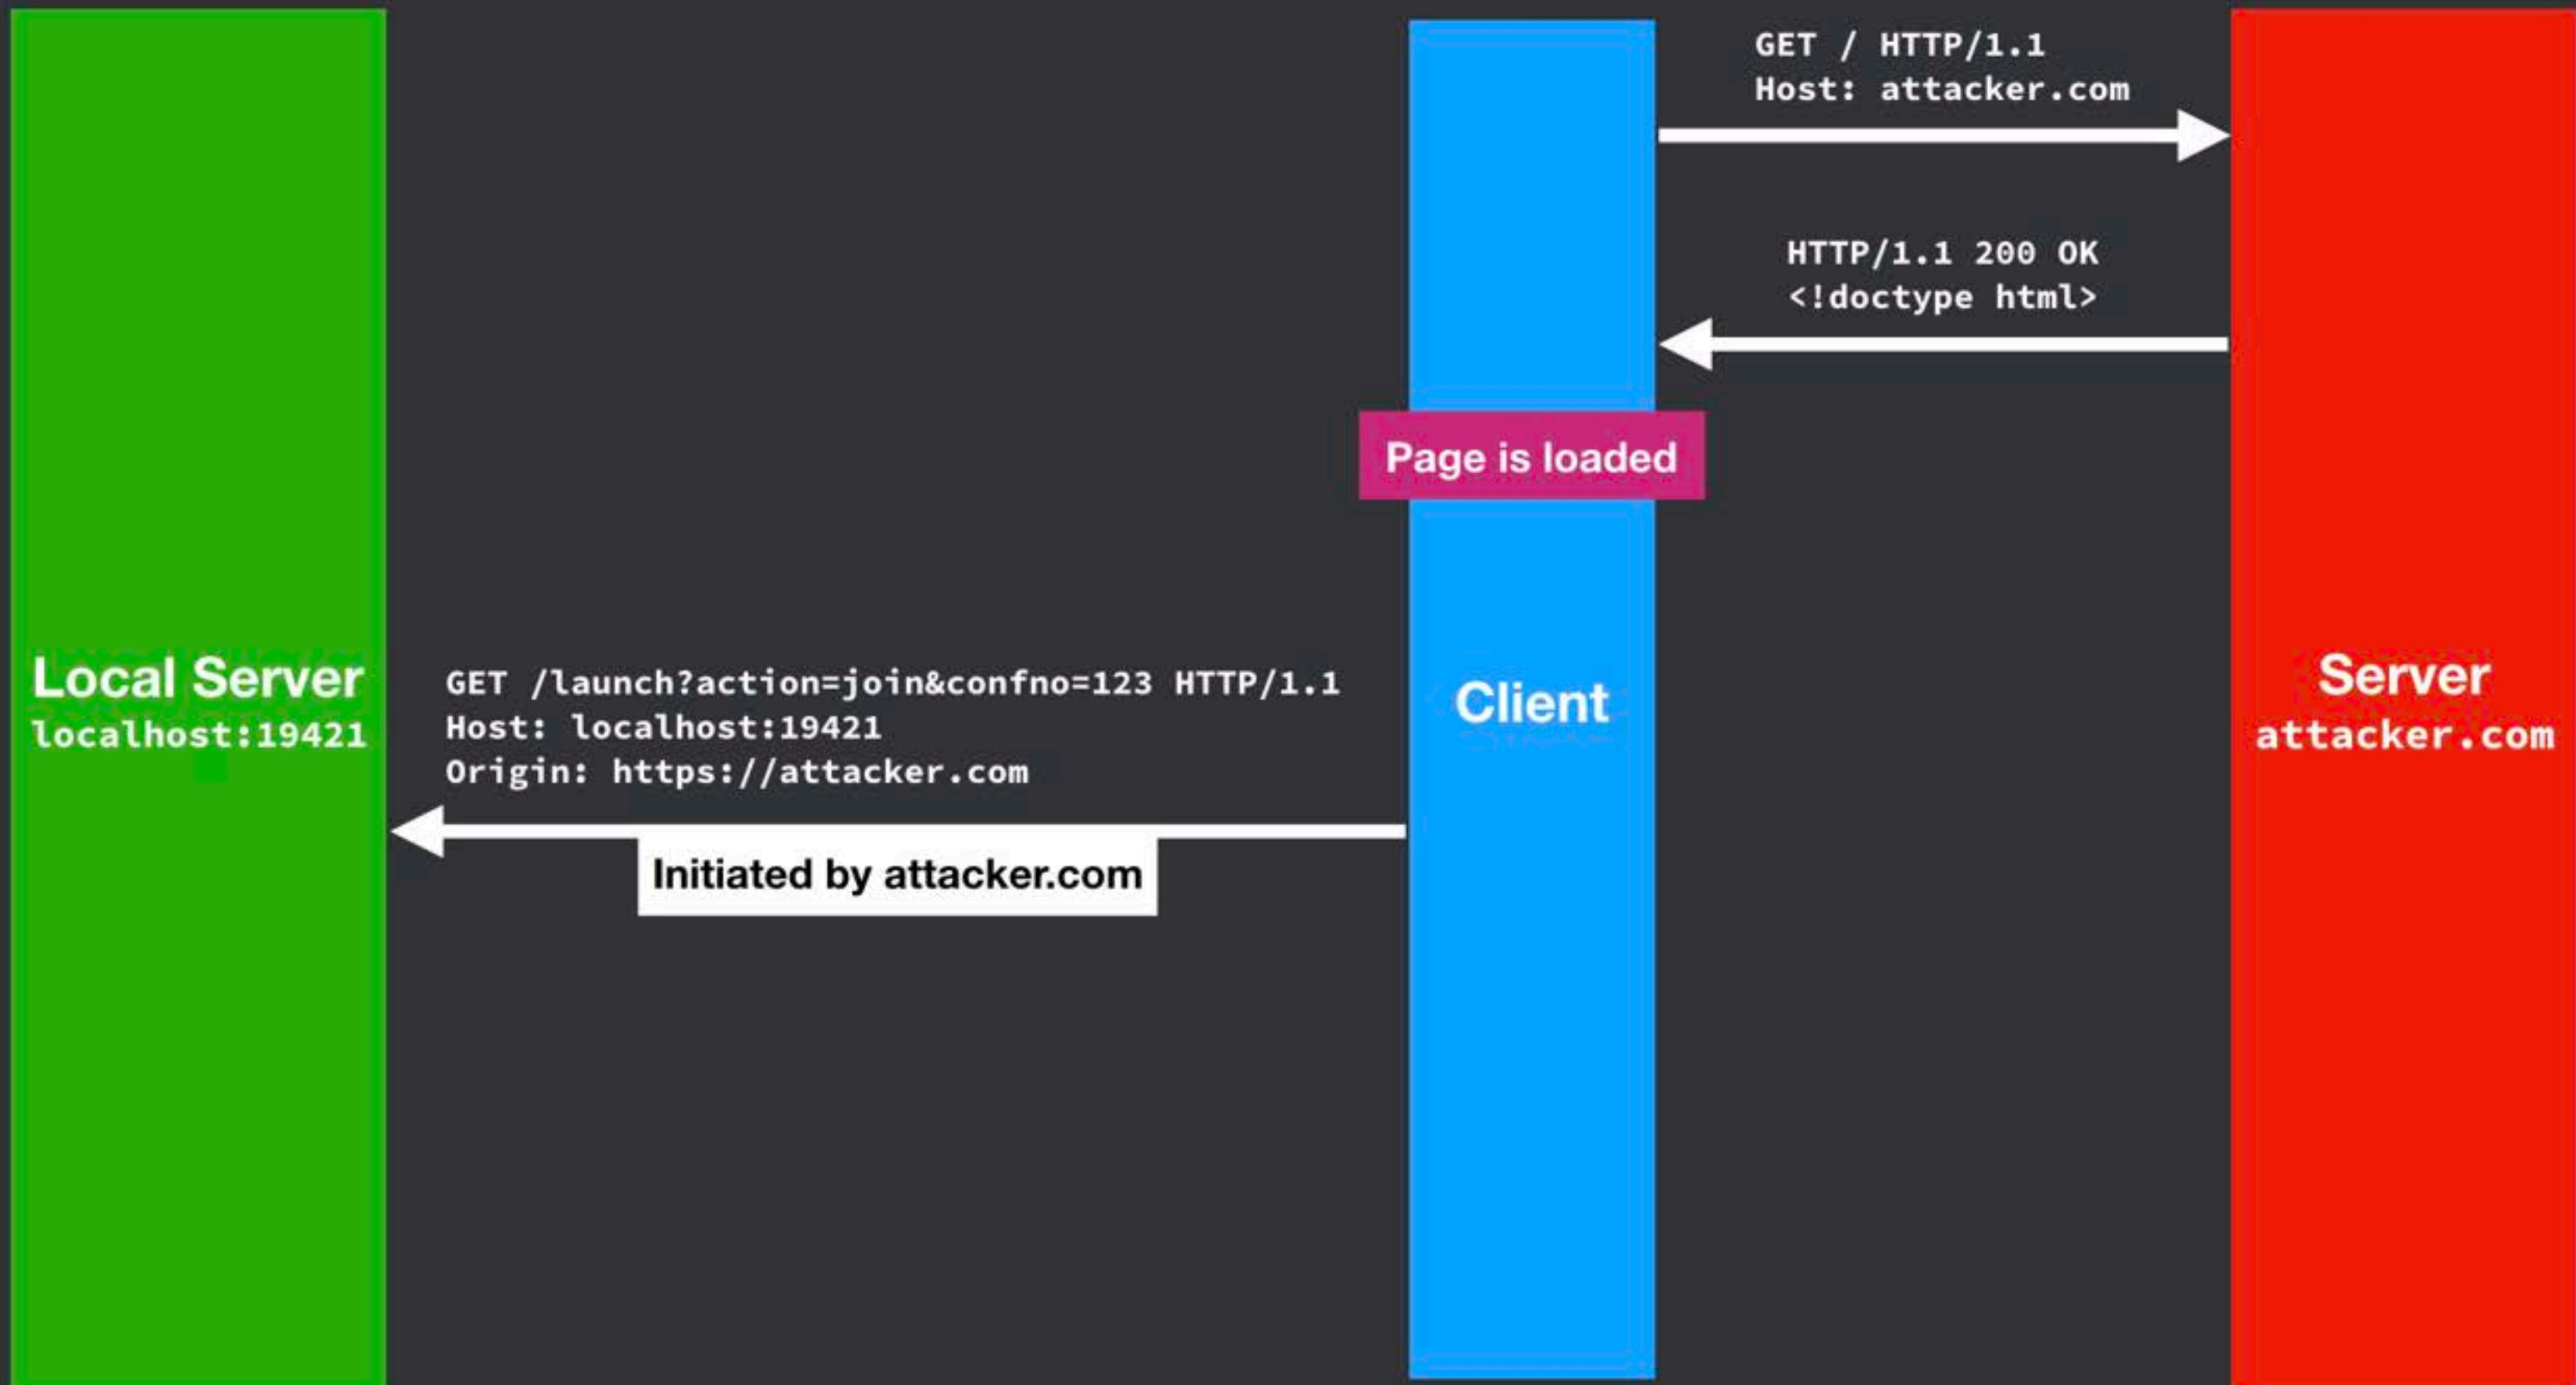 GET / HTTP/1.1
Host: attacker.com
HTTP/1.1 200 OK
<!doctype html>
Page is loaded
Local Server
localhost:19421
GET /launch?action=join&confno=123 HTTP/1.1
Host: localhost:19421
Origin: https://attacker.com
Initiated by attacker.com
Client
Server
attacker.com